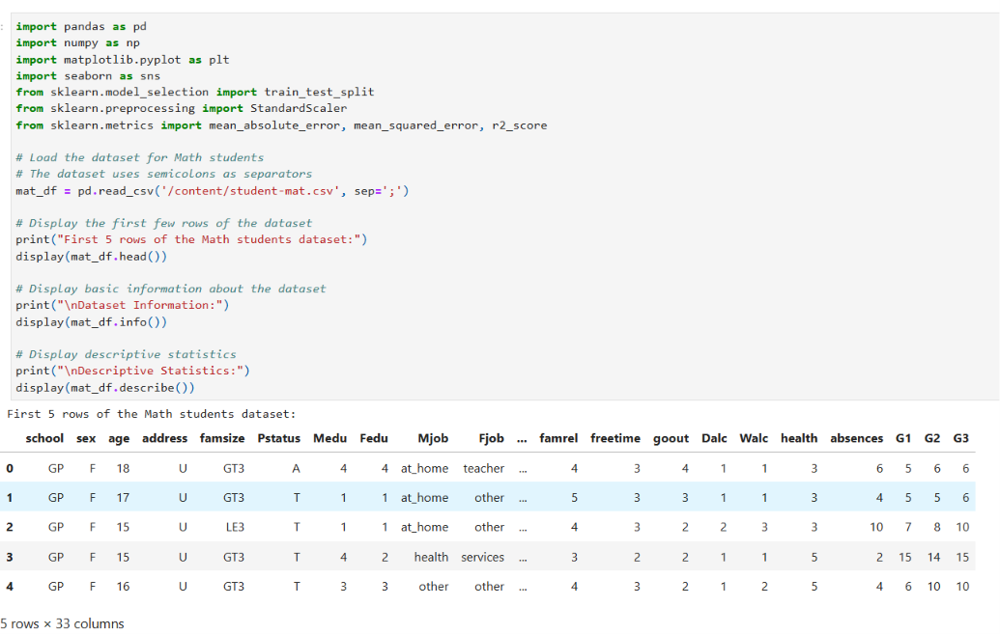 import pandas as pd
import numpy as np
import matplotlib.pyplot as plt
import seaborn as sns
from sklearn.model_selection import train_test_split
from sklearn.preprocessing import StandardScaler
from sklearn.metrics import mean_absolute_error, mean_squared_error, r2_score

# Load the dataset for Math students
# The dataset uses semicolons as separators
mat_df = pd.read_csv('/content/student-mat.csv', sep=';')

# Display the first few rows of the dataset
print("First 5 rows of the Math students dataset:")
display(mat_df.head())

# Display basic information about the dataset
print("\nDataset Information:")
display(mat_df.info())

# Display descriptive statistics
print("\nDescriptive Statistics:")
display(mat_df.describe())
First 5 rows of the Math students dataset:
school sex age address famsize Pstatus Medu Fedu Mjob Fjob ... famrel freetime goout Dalc Walc health absences G1 G2 G3
0 GP F 18 U GT3 A 4 4 at_home teacher ... 4 3 4 1 1 3 6 5 6 6
1 GP F 17 U GT3 T 1 1 at_home other ... 5 3 3 1 1 3 4 5 5 6
2 GP F 15 U LE3 T 1 1 at_home other ... 4 3 2 2 3 3 10 7 8 10
3 GP F 15 U GT3 T 4 2 health services ... 3 2 2 1 1 5 2 15 14 15
4 GP F 16 U GT3 T 3 3 other other ... 4 3 2 1 2 5 4 6 10 10
5 rows × 33 columns